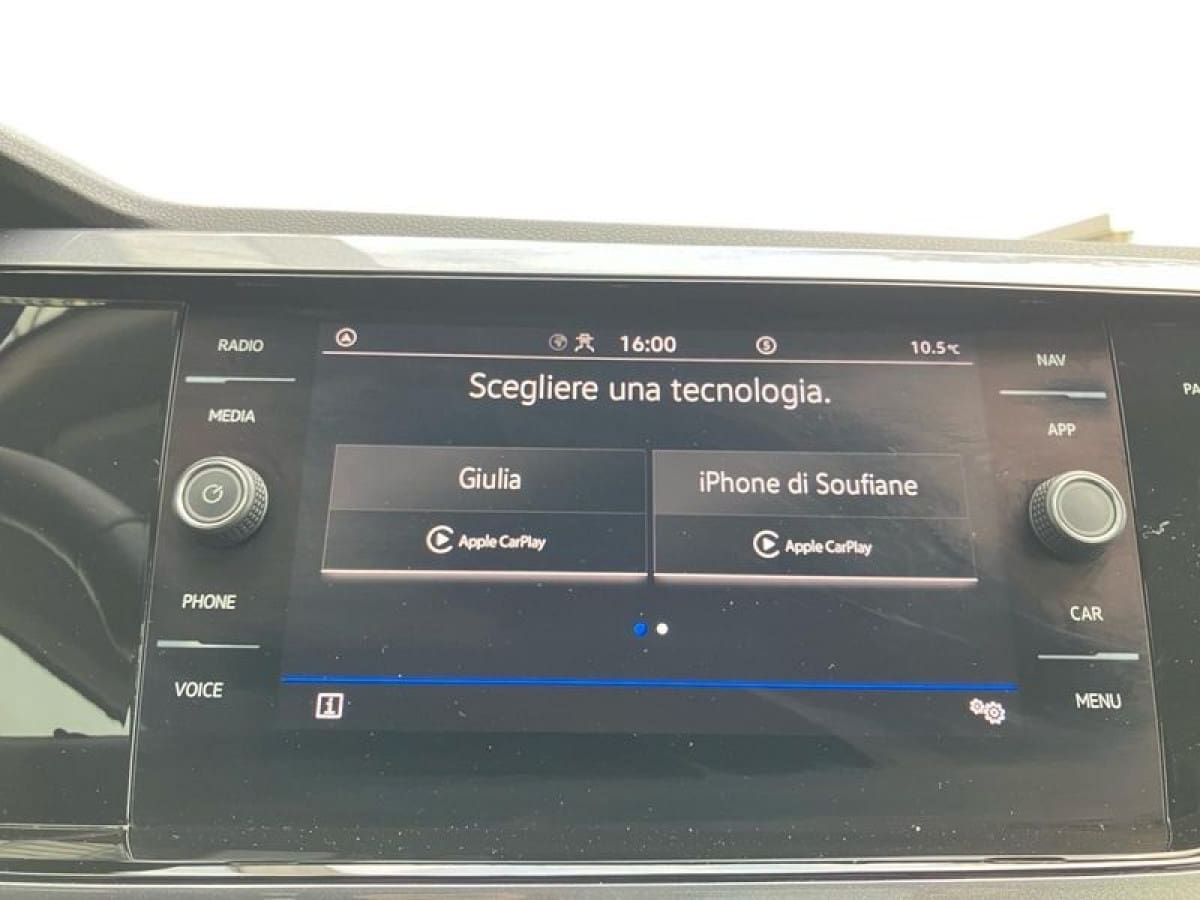 RADIO
MEDIA
PHONE
VOICE
16:00
S
10.5°C
Scegliere una tecnologia.
Giulia
Apple CarPlay
iPhone di Soufiane
Apple CarPlay
i
NAV
APP
CAR
MENU
PA